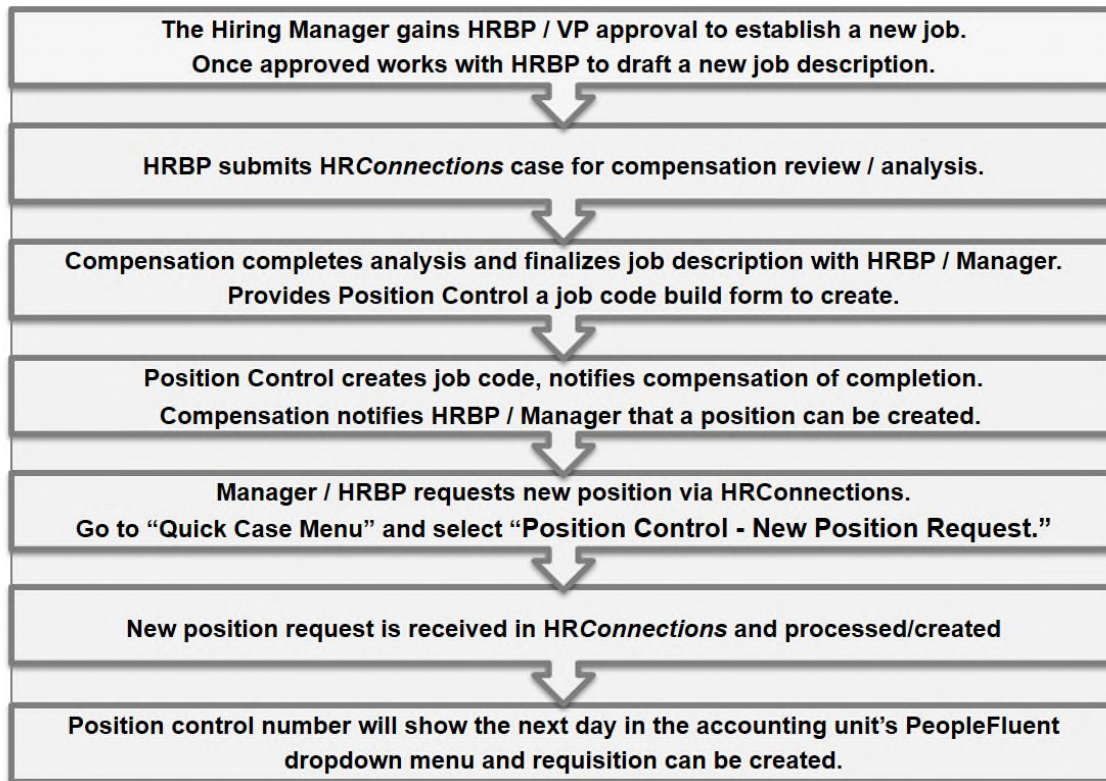 The Hiring Manager gains HRBP / VP approval to establish a new job.
Once approved works with HRBP to draft a new job description.
HRBP submits HRConnections case for compensation review / analysis.
Compensation completes analysis and finalizes job description with HRBP / Manager.
Provides Position Control a job code build form to create.
Position Control creates job code, notifies compensation of completion.
Compensation notifies HRBP / Manager that a position can be created.
Manager / HRBP requests new position via HRConnections.
Go to “Quick Case Menu” and select “Position Control - New Position Request.”
New position request is received in HRConnections and processed/created
Position control number will show the next day in the accounting unit’s PeopleFluent
dropdown menu and requisition can be created.